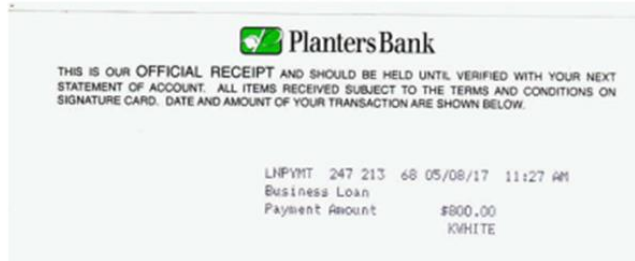 Planters Bank
THIS IS OUR OFFICIAL RECEIPT AND SHOULD BE HELD UNTIL VERIFIED WITH YOUR NEXT
STATEMENT OF ACCOUNT. ALL ITEMS RECEIVED SUBJECT TO THE TERMS AND CONDITIONS ON
SIGNATURE CARD. DATE AND AMOUNT OF YOUR TRANSACTION ARE SHOWN BELOW.
LNPYMT 247 213 68 05/08/17 11:27 AM
Business Loan
Payment Amount $800.00
KWHITE